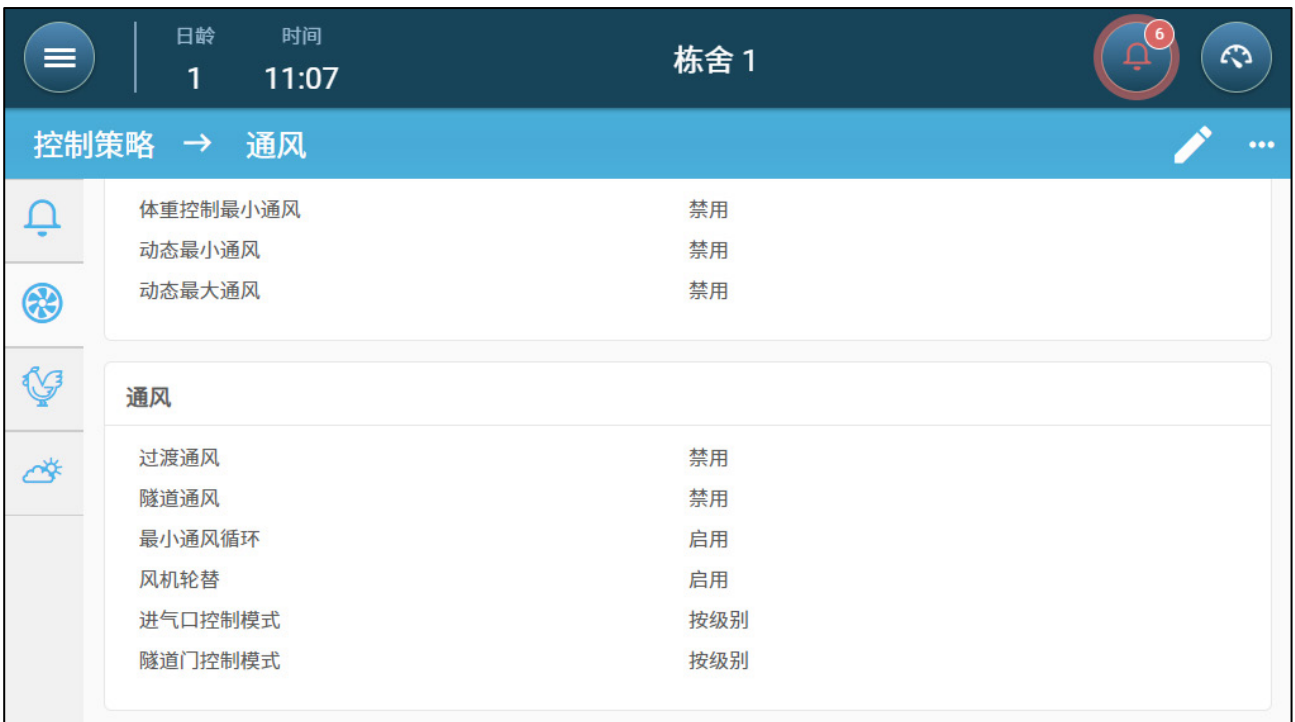 日龄 时间
1 11:07
栋舍 1
6
控制策略 → 通风
体重控制最小通风 禁用
动态最小通风 禁用
动态最大通风 禁用
通风
过渡通风 禁用
隧道通风 禁用
最小通风循环 启用
风机轮替 启用
进气口控制模式 按级别
隧道门控制模式 按级别